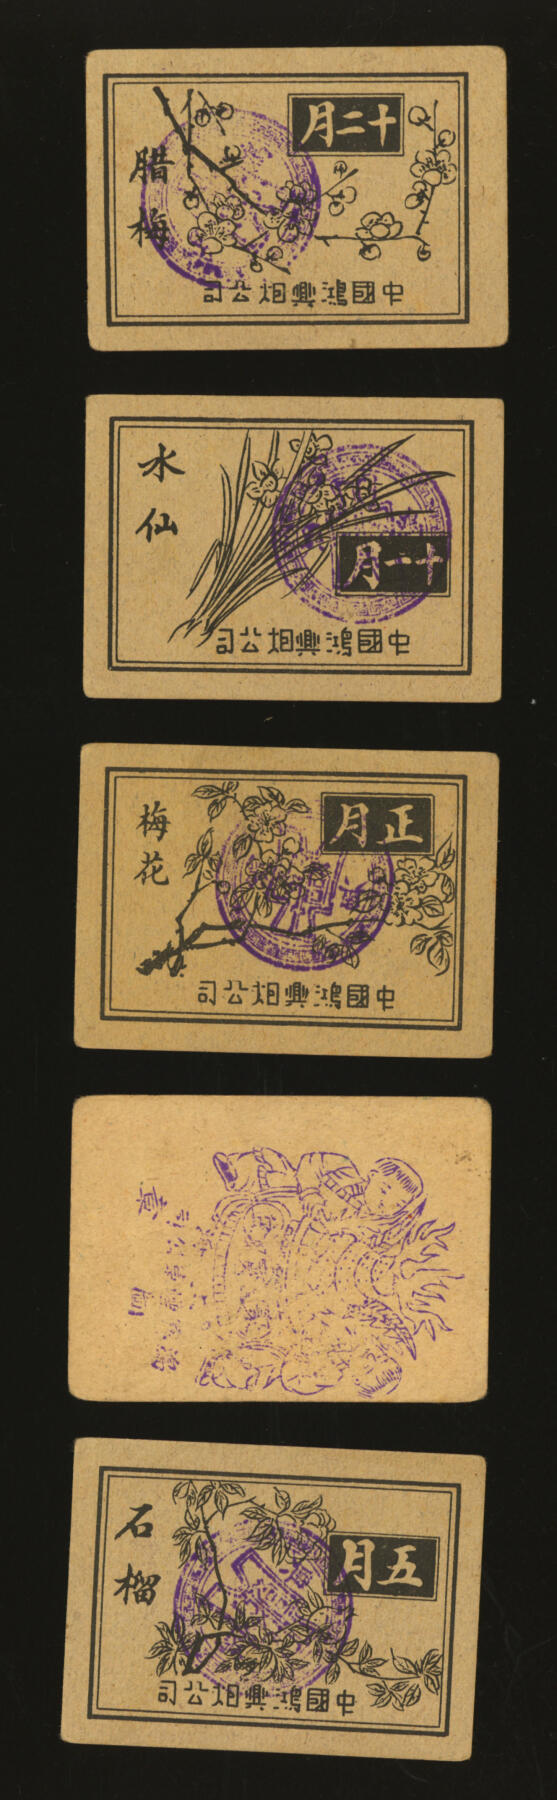 十二月
腊梅
中國鴻興烟公司
十一月
水仙
中國鴻興烟公司
正月
梅花
中國鴻興烟公司
五月
石榴
中國鴻興烟公司